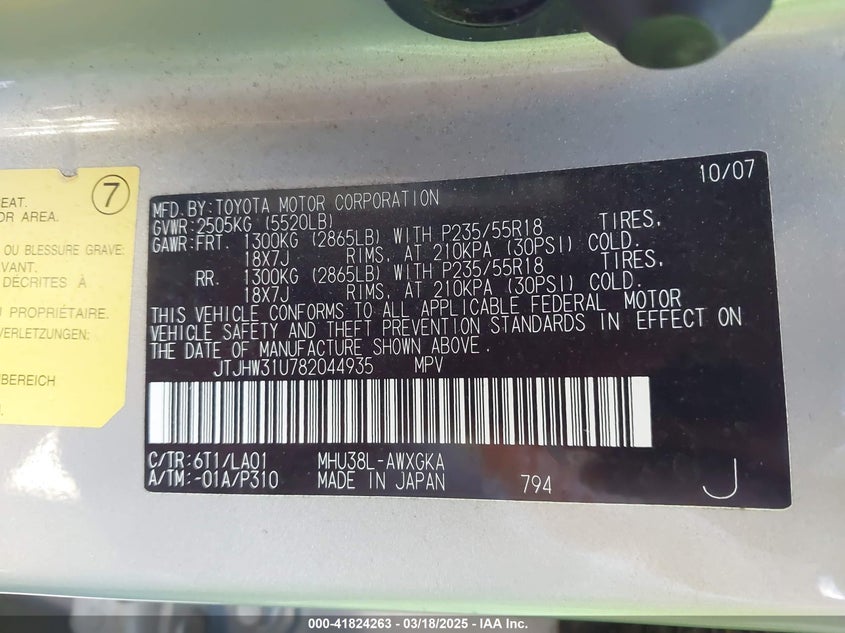 7
EAT.
OR AREA.
OU BLESSURE GRAVE:
VANT.
DÉCRITES À
U PROPRIÉTAIRE.
VERLETZUNGEN:
BEREICH
N.
10/07
MFD. BY: TOYOTA MOTOR CORPORATION
GVWR: 2505KG (5520LB)
GAWR: FRT. 1300KG (2865LB) WITH P235/55R18 TIRES,
18X7J RIMS, AT 210KPA (30PSI) COLD.
RR. 1300KG (2865LB) WITH P235/55R18 TIRES,
18X7J RIMS, AT 210KPA (30PSI) COLD.
THIS VEHICLE CONFORMS TO ALL APPLICABLE FEDERAL MOTOR
VEHICLE SAFETY AND THEFT PREVENTION STANDARDS IN EFFECT ON
THE DATE OF MANUFACTURE SHOWN ABOVE.
JTJHW31U782044935 MPV
C/TR: 6T1/LA01 MHU38L-AWXGKA
A/TM: -01A/P310 MADE IN JAPAN 794 J
000-41824263 - 03/18/2025 - IAA Inc.